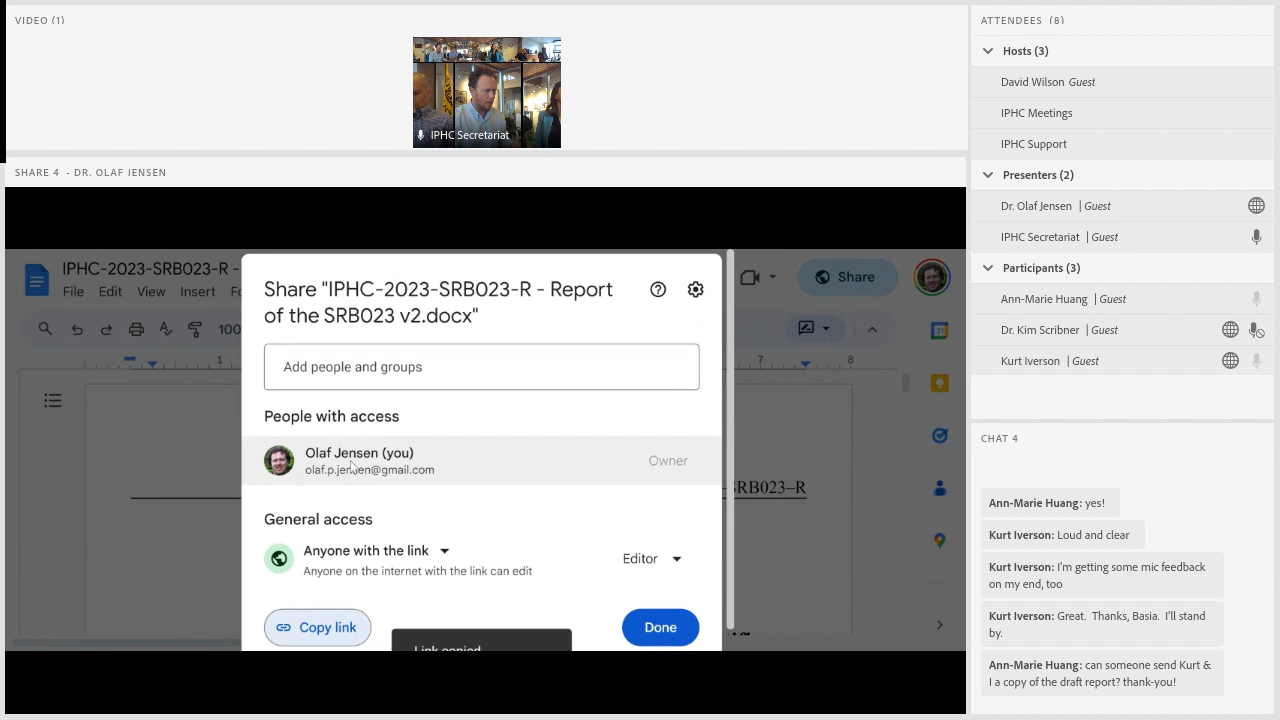 VIDEO (1)
IPHC Secretariat
SHARE 4 - DR. OLAF JENSEN
IPHC-2023-SRB023-R -
File Edit View Insert
Share
100
1
7
8
SRB023–R
Share "IPHC-2023-SRB023-R - Report
of the SRB023 v2.docx"
Add people and groups
People with access
Olaf Jensen (you)
olaf.p.jensen@gmail.com
Owner
General access
Anyone with the link
Anyone on the internet with the link can edit
Editor
Copy link
Link copied
Done
ATTENDEES (8)
Hosts (3)
David Wilson Guest
IPHC Meetings
IPHC Support
Presenters (2)
Dr. Olaf Jensen | Guest
IPHC Secretariat | Guest
Participants (3)
Ann-Marie Huang | Guest
Dr. Kim Scribner | Guest
Kurt Iverson | Guest
CHAT 4
Ann-Marie Huang: yes!
Kurt Iverson: Loud and clear
Kurt Iverson: I'm getting some mic feedback
on my end, too
Kurt Iverson: Great. Thanks, Basia. I'll stand
by.
Ann-Marie Huang: can someone send Kurt &
I a copy of the draft report? thank-you!